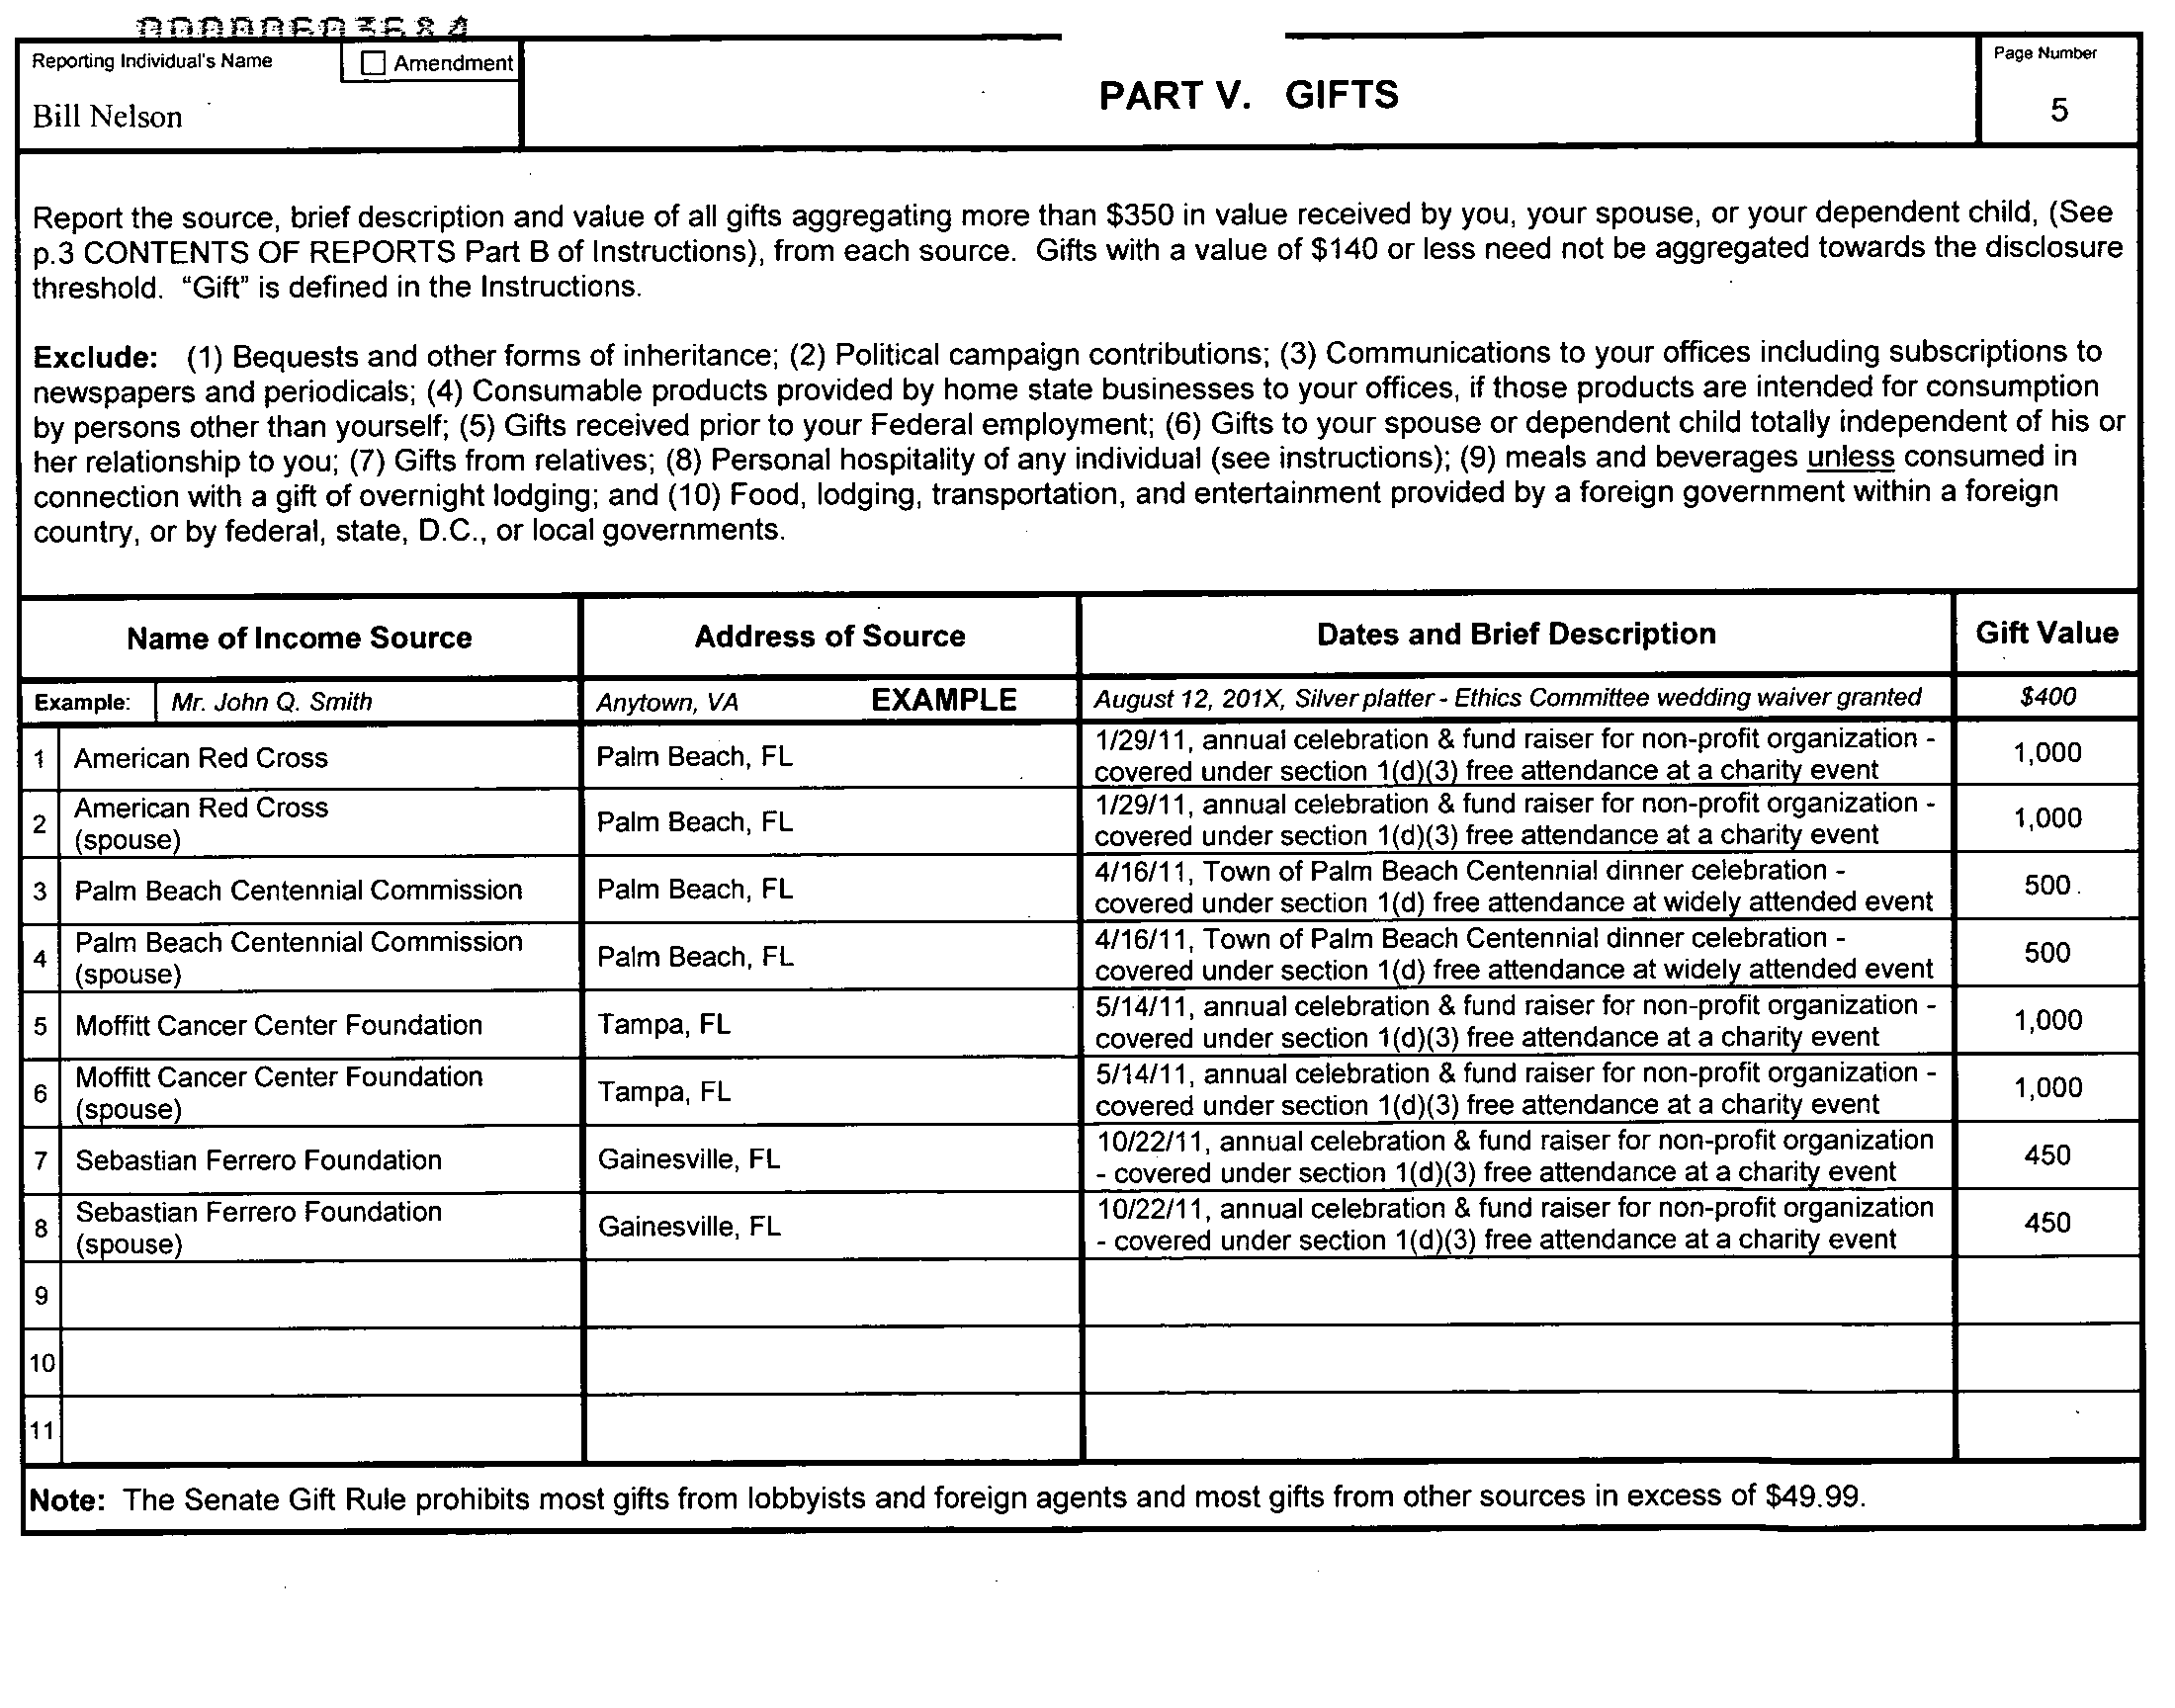 Reporting Individual's Name
☐ Amendment
Bill Nelson
PART V. GIFTS
Page Number
5
Report the source, brief description and value of all gifts aggregating more than $350 in value received by you, your spouse, or your dependent child, (See
p.3 CONTENTS OF REPORTS Part B of Instructions), from each source. Gifts with a value of $140 or less need not be aggregated towards the disclosure
threshold. "Gift" is defined in the Instructions.
Exclude: (1) Bequests and other forms of inheritance; (2) Political campaign contributions; (3) Communications to your offices including subscriptions to
newspapers and periodicals; (4) Consumable products provided by home state businesses to your offices, if those products are intended for consumption
by persons other than yourself; (5) Gifts received prior to your Federal employment; (6) Gifts to your spouse or dependent child totally independent of his or
her relationship to you; (7) Gifts from relatives; (8) Personal hospitality of any individual (see instructions); (9) meals and beverages unless consumed in
connection with a gift of overnight lodging; and (10) Food, lodging, transportation, and entertainment provided by a foreign government within a foreign
country, or by federal, state, D.C., or local governments.
Name of Income Source Address of Source Dates and Brief Description Gift Value
Example: Mr. John Q. Smith Anytown, VA EXAMPLE August 12, 201X, Silver platter - Ethics Committee wedding waiver granted $400
1 American Red Cross Palm Beach, FL 1/29/11, annual celebration & fund raiser for non-profit organization -
covered under section 1(d)(3) free attendance at a charity event 1,000
2 American Red Cross
(spouse) Palm Beach, FL 1/29/11, annual celebration & fund raiser for non-profit organization -
covered under section 1(d)(3) free attendance at a charity event 1,000
3 Palm Beach Centennial Commission Palm Beach, FL 4/16/11, Town of Palm Beach Centennial dinner celebration -
covered under section 1(d) free attendance at widely attended event 500
4 Palm Beach Centennial Commission
(spouse) Palm Beach, FL 4/16/11, Town of Palm Beach Centennial dinner celebration -
covered under section 1(d) free attendance at widely attended event 500
5 Moffitt Cancer Center Foundation Tampa, FL 5/14/11, annual celebration & fund raiser for non-profit organization -
covered under section 1(d)(3) free attendance at a charity event 1,000
6 Moffitt Cancer Center Foundation
(spouse) Tampa, FL 5/14/11, annual celebration & fund raiser for non-profit organization -
covered under section 1(d)(3) free attendance at a charity event 1,000
7 Sebastian Ferrero Foundation Gainesville, FL 10/22/11, annual celebration & fund raiser for non-profit organization
- covered under section 1(d)(3) free attendance at a charity event 450
8 Sebastian Ferrero Foundation
(spouse) Gainesville, FL 10/22/11, annual celebration & fund raiser for non-profit organization
- covered under section 1(d)(3) free attendance at a charity event 450
9
10
11
Note: The Senate Gift Rule prohibits most gifts from lobbyists and foreign agents and most gifts from other sources in excess of $49.99.